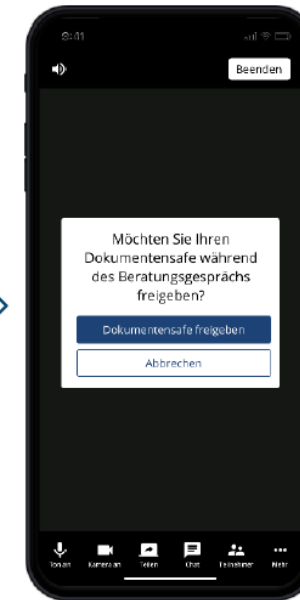 9:41
Beenden
Möchten Sie Ihren
Dokumentensafe während
des Beratungsgesprächs
freigeben?
Dokumentensafe freigeben
Abbrechen
Ton an Kamera an Teilen Chat Teilnehmer Mehr